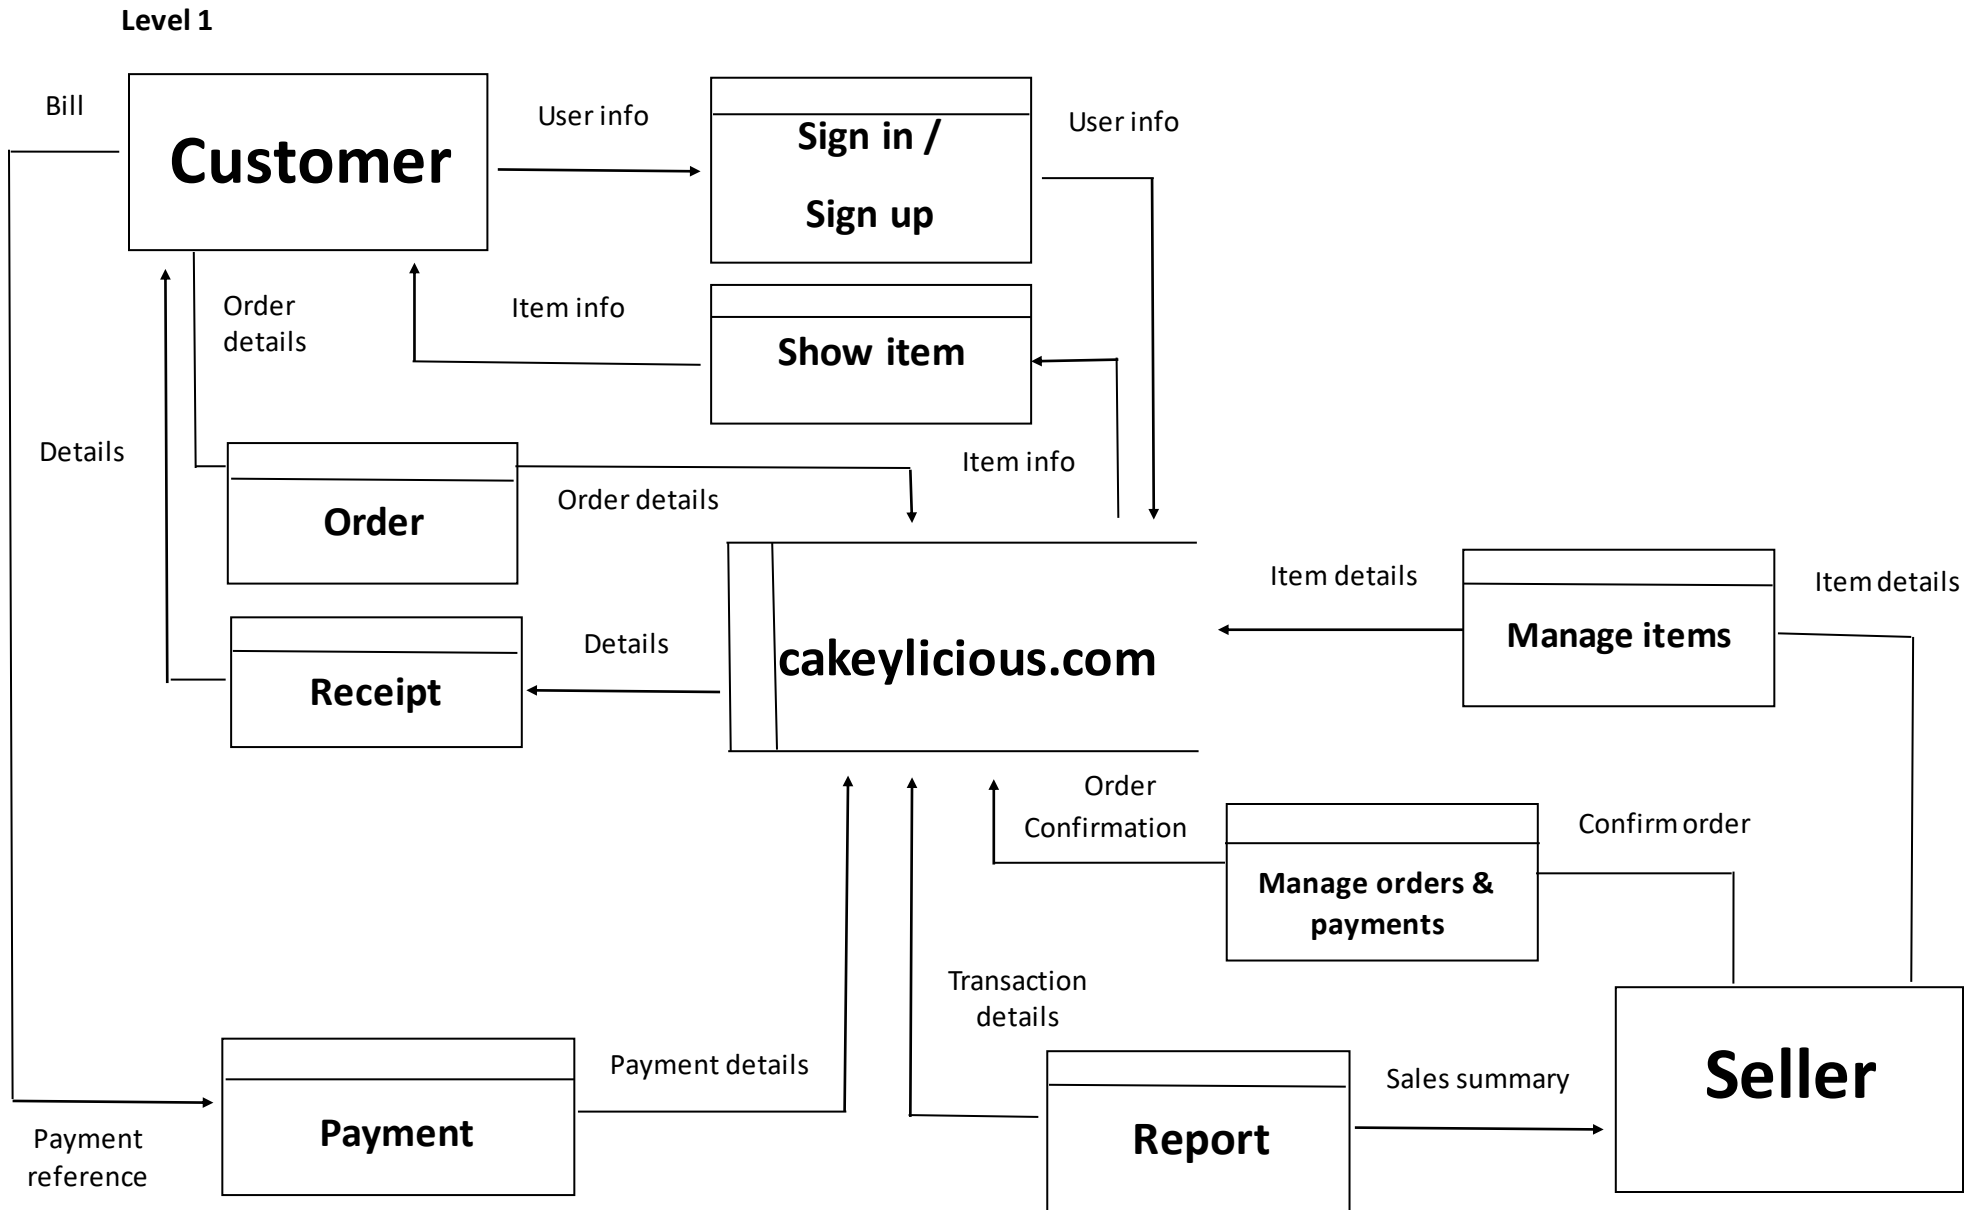 Level 1
Bill
Customer
User info
Sign in /
Sign up
User info
Order
details
Item info
Show item
Details
Item info
Order
Order details
Item details
Manage items
Item details
Details
cakeylicious.com
Receipt
Order
Confirmation
Confirm order
Manage orders &
payments
Transaction
details
Payment details
Sales summary
Seller
Payment
Report
Payment
reference